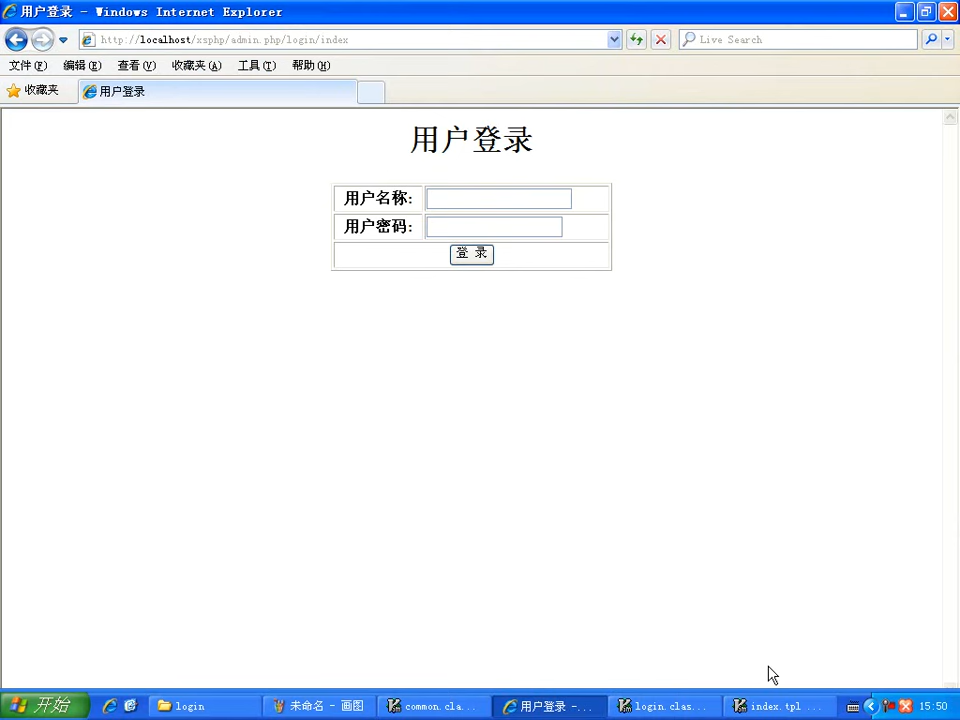 用户登录 - Windows Internet Explorer
http://localhost/xsphp/admin.php/login/index
Live Search
文件(F) 编辑(E) 查看(V) 收藏夹(A) 工具(T) 帮助(H)
收藏夹 用户登录
用户登录
用户名称:
用户密码:
登 录
开始 login 未命名 - 画图 common.cla... 用户登录 -... login.clas... index.tpl ... 15:50